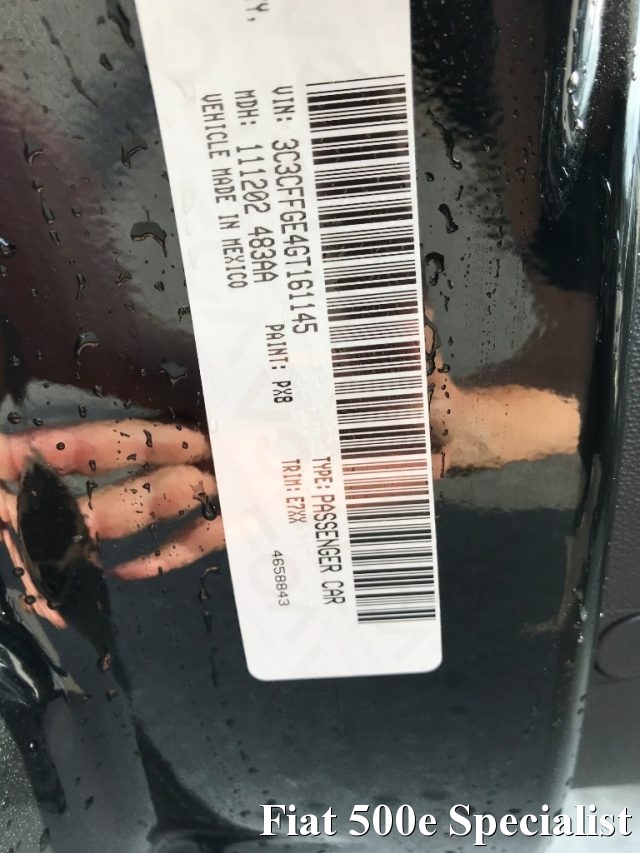 TY,
VIN: 3C3CFFGE4GT161145
TYPE: PASSENGER CAR
MDH: 111202 483AA
PAINT: PX8
TRIM: E7XX
VEHICLE MADE IN MEXICO
4658843
Fiat 500e Specialist